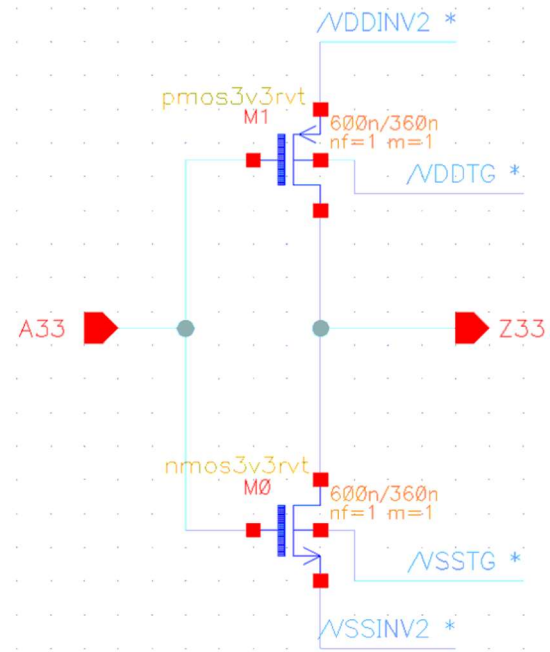 /VDDINV2 *
pmos3v3rvt
M1
600n/360n
nf=1 m=1
/VDDTG *
A33
Z33
nmos3v3rvt
M0
600n/360n
nf=1 m=1
/VSSTG *
/VSSINV2 *